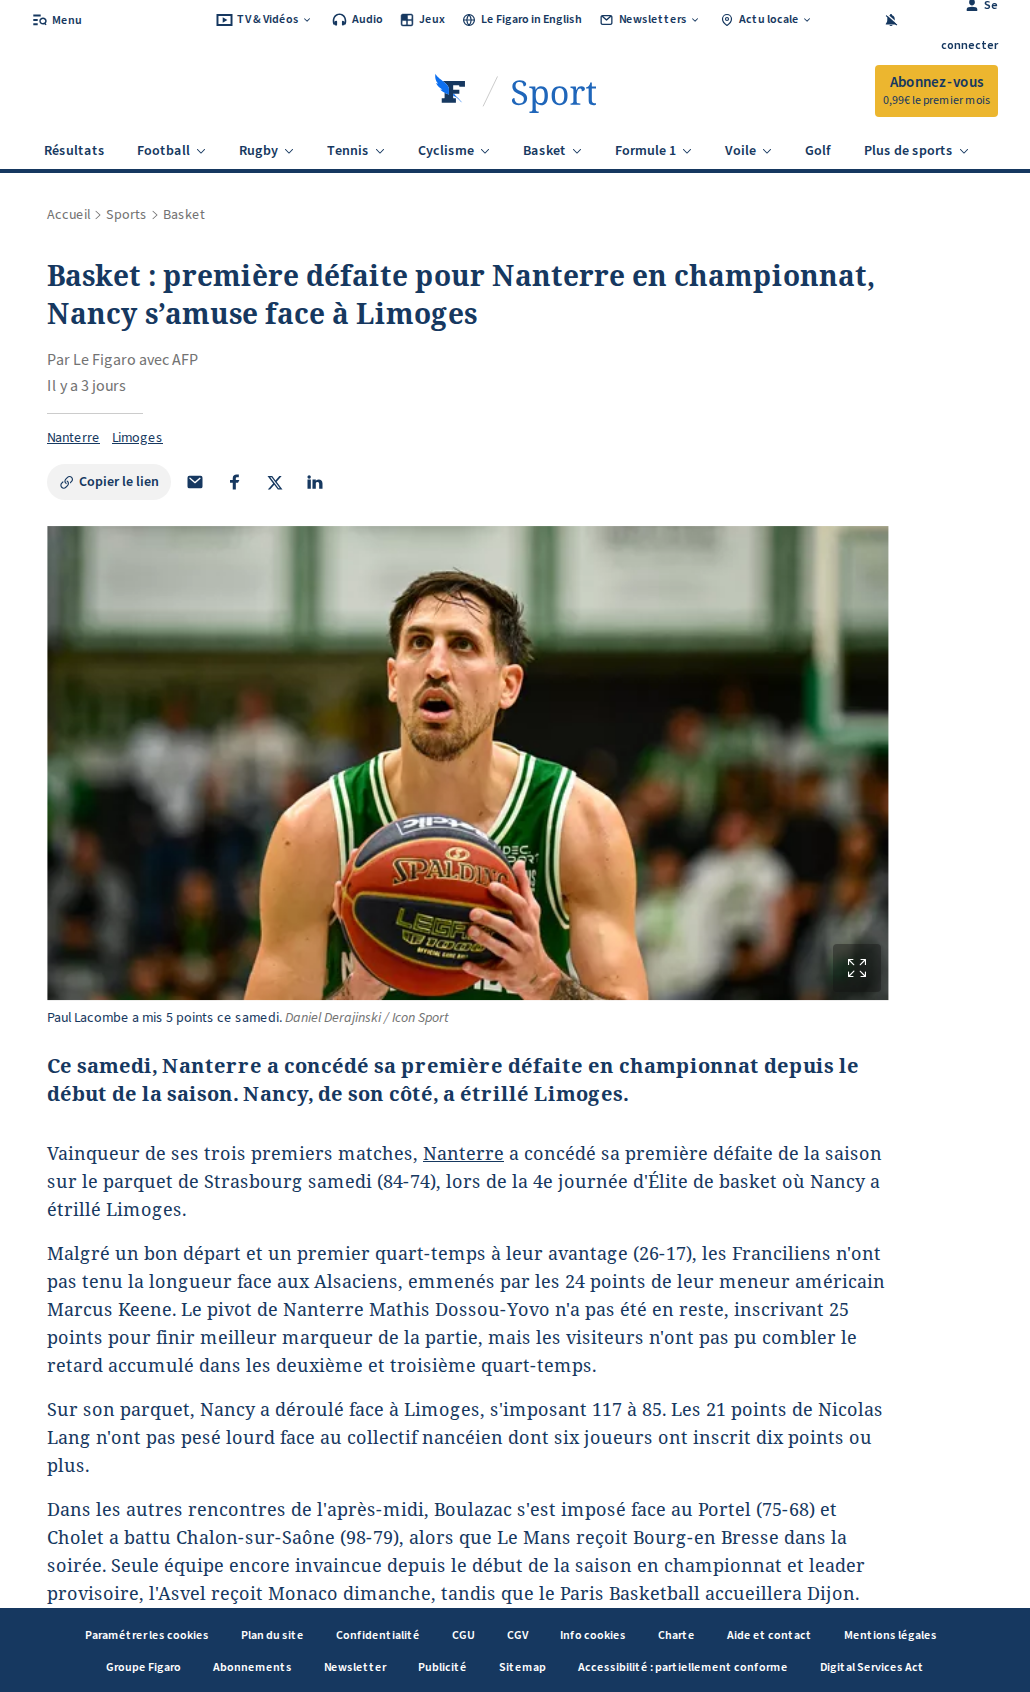 Menu
TV & Vidéos
Audio
Jeux
Le Figaro in English
Newsletters
Actu locale
Se connecter
F / Sport
Abonnez-vous
0,99€ le premier mois
Résultats
Football
Rugby
Tennis
Cyclisme
Basket
Formule 1
Voile
Golf
Plus de sports
Accueil > Sports > Basket
Basket : première défaite pour Nanterre en championnat,
Nancy s’amuse face à Limoges
Par Le Figaro avec AFP
Il y a 3 jours
Nanterre Limoges
Copier le lien
SPALDING
LEGACY
1000
OFFICIAL GAME BALL
Paul Lacombe a mis 5 points ce samedi. Daniel Derajinski / Icon Sport
Ce samedi, Nanterre a concédé sa première défaite en championnat depuis le
début de la saison. Nancy, de son côté, a étrillé Limoges.
Vainqueur de ses trois premiers matches, Nanterre a concédé sa première défaite de la saison
sur le parquet de Strasbourg samedi (84-74), lors de la 4e journée d'Élite de basket où Nancy a
étrillé Limoges.
Malgré un bon départ et un premier quart-temps à leur avantage (26-17), les Franciliens n'ont
pas tenu la longueur face aux Alsaciens, emmenés par les 24 points de leur meneur américain
Marcus Keene. Le pivot de Nanterre Mathis Dossou-Yovo n'a pas été en reste, inscrivant 25
points pour finir meilleur marqueur de la partie, mais les visiteurs n'ont pas pu combler le
retard accumulé dans les deuxième et troisième quart-temps.
Sur son parquet, Nancy a déroulé face à Limoges, s'imposant 117 à 85. Les 21 points de Nicolas
Lang n'ont pas pesé lourd face au collectif nancéien dont six joueurs ont inscrit dix points ou
plus.
Dans les autres rencontres de l'après-midi, Boulazac s'est imposé face au Portel (75-68) et
Cholet a battu Chalon-sur-Saône (98-79), alors que Le Mans reçoit Bourg-en Bresse dans la
soirée. Seule équipe encore invaincue depuis le début de la saison en championnat et leader
provisoire, l'Asvel reçoit Monaco dimanche, tandis que le Paris Basketball accueillera Dijon.
Paramétrer les cookies
Plan du site
Confidentialité
CGU
CGV
Info cookies
Charte
Aide et contact
Mentions légales
Groupe Figaro
Abonnements
Newsletter
Publicité
Sitemap
Accessibilité : partiellement conforme
Digital Services Act